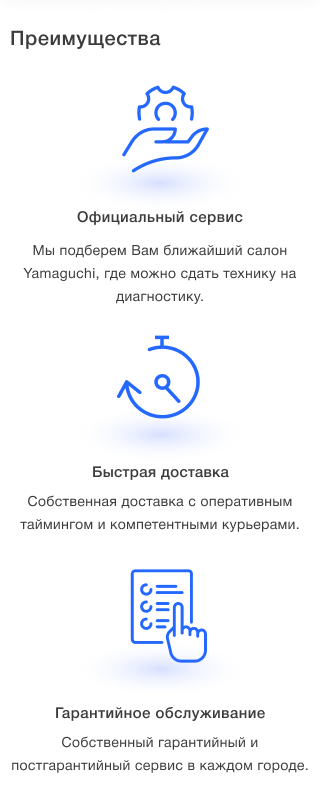 Преимущества
Официальный сервис
Мы подберем Вам ближайший салон
Yamaguchi, где можно сдать технику на
диагностику.
Быстрая доставка
Собственная доставка с оперативным
таймингом и компетентными курьерами.
Гарантийное обслуживание
Собственный гарантийный и
постгарантийный сервис в каждом городе.